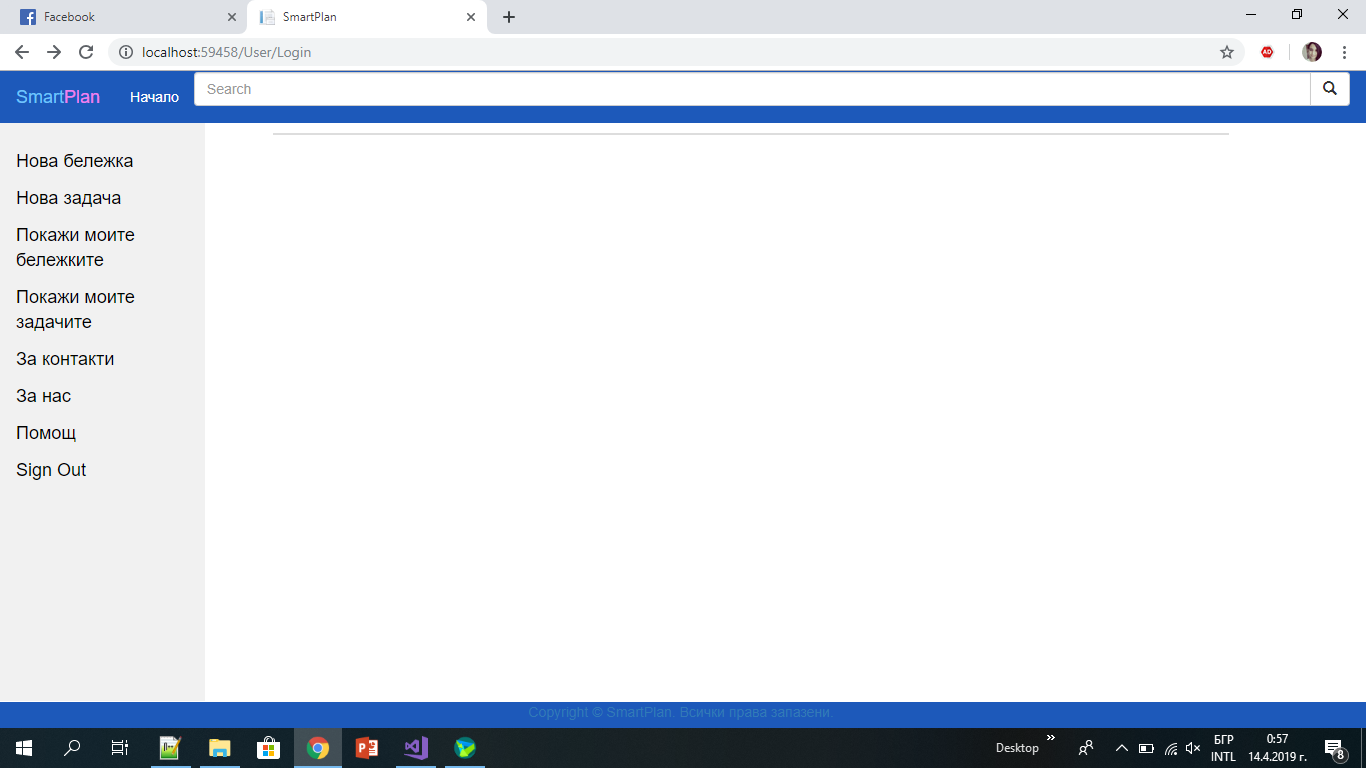 Facebook
SmartPlan
localhost:59458/User/Login
SmartPlan
Начало
Search
Нова бележка
Нова задача
Покажи моите
бележките
Покажи моите
задачите
За контакти
За нас
Помощ
Sign Out
Copyright © SmartPlan. Всички права запазени.
Desktop
БГР
INTL
0:57
14.4.2019 г.
8